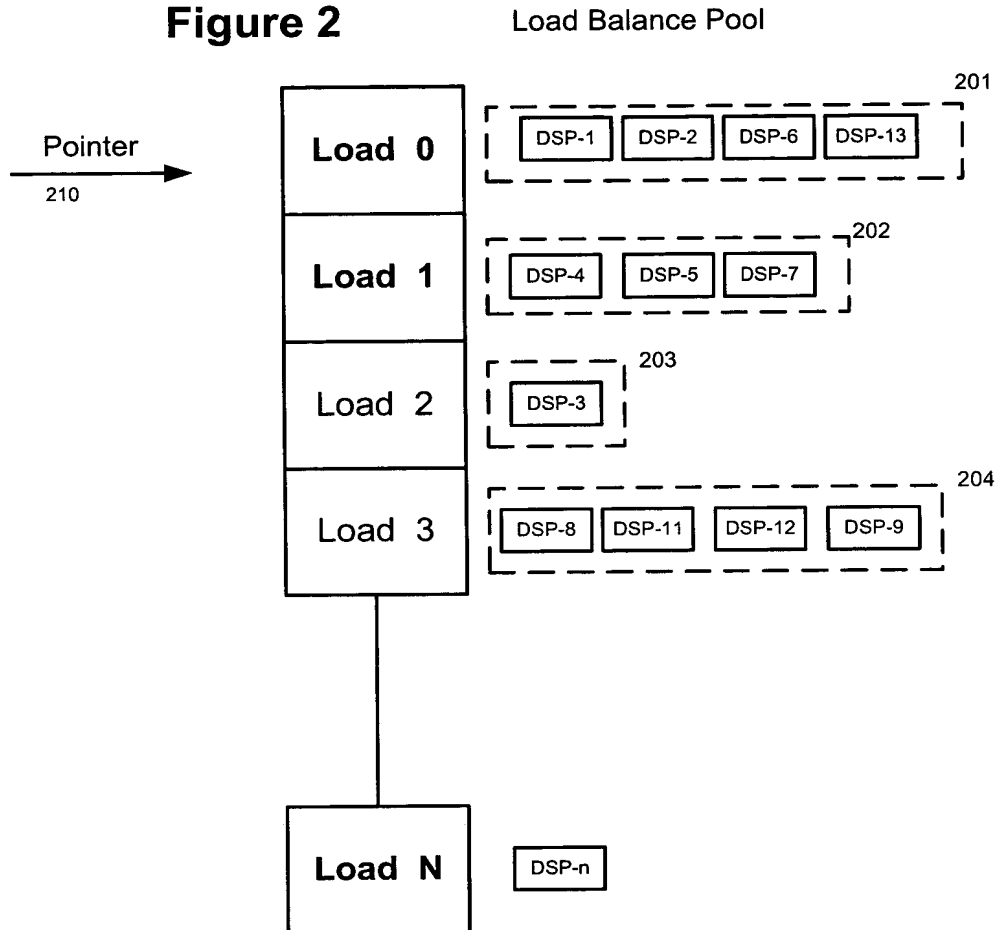 Figure 2
Load Balance Pool
201
Pointer
210
Load 0
DSP-1 DSP-2 DSP-6 DSP-13
202
Load 1
DSP-4 DSP-5 DSP-7
203
Load 2
DSP-3
204
Load 3
DSP-8 DSP-11 DSP-12 DSP-9
Load N
DSP-n